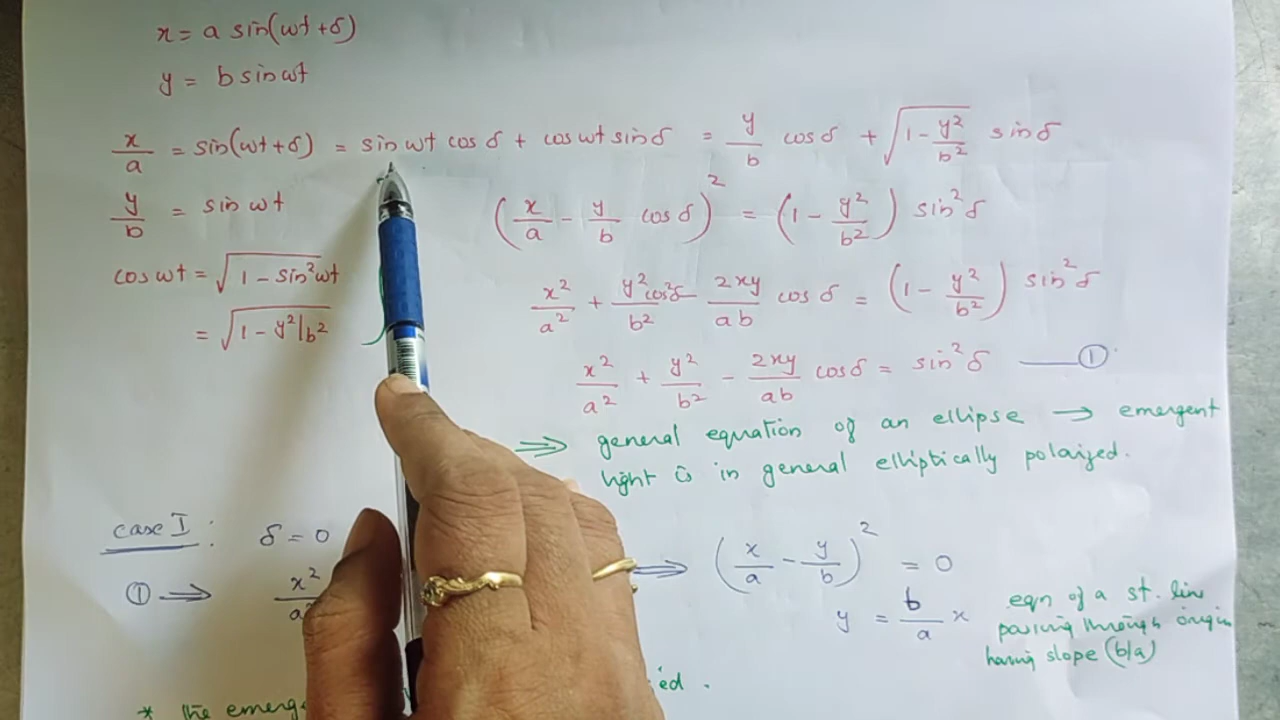 x = a sin(ωt + δ)
y = b sin ωt
x/a = sin(ωt + δ) = sin ωt cos δ + cos ωt sin δ = y/b cos δ + √(1 - y²/b²) sin δ
y/b = sin ωt
(x/a - y/b cos δ)² = (1 - y²/b²) sin²δ
cos ωt = √(1 - sin²ωt)
= √(1 - y²/b²)
x²/a² + y²cos²δ/b² - 2xy/ab cos δ = (1 - y²/b²) sin²δ
x²/a² + y²/b² - 2xy/ab cos δ = sin²δ —— ①
⇒ general equation of an ellipse → emergent
light is in general elliptically polarized.
Case I : δ = 0
① → x²
⇒ (x/a - y/b)² = 0
y = b/a x
eqn of a st. line
passing through origin
having slope (b/a)
* The emerg